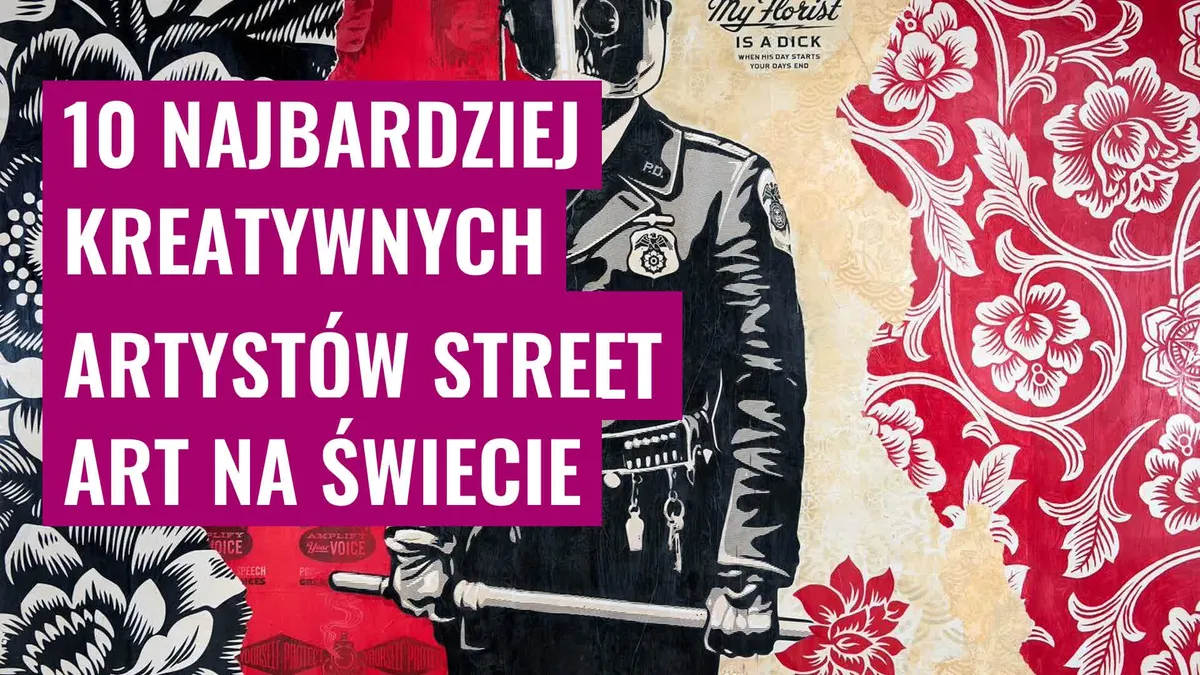 My Florist
IS A DICK
WHEN HIS DAY STARTS
YOUR DAYS END
10 NAJBARDZIEJ
KREATYWNYCH
ARTYSTÓW STREET
ART NA ŚWIECIE
P.D.
AMPLIFY
VOICE
SPEECH
AMPLIFY
Your VOICE